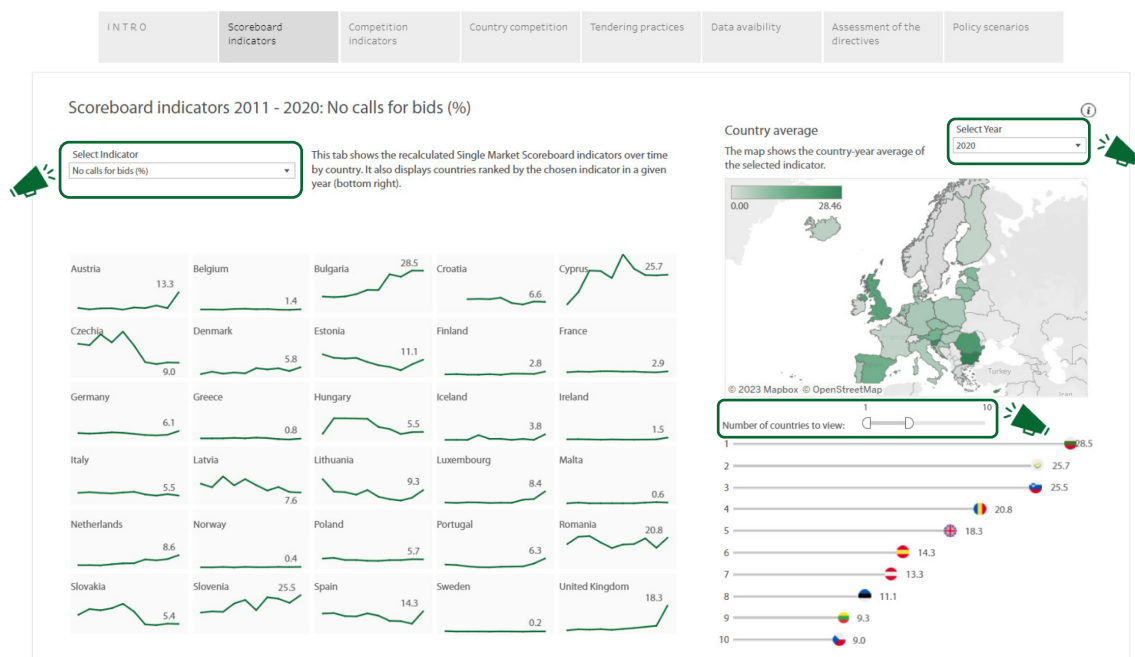 INTRO
Scoreboard
indicators
Competition
indicators
Country competition
Tendering practices
Data avaibility
Assessment of the
directives
Policy scenarios
Scoreboard indicators 2011 - 2020: No calls for bids (%)
Select Indicator
No calls for bids (%)
This tab shows the recalculated Single Market Scoreboard indicators over time
by country. It also displays countries ranked by the chosen indicator in a given
year (bottom right).
Country average
The map shows the country-year average of
the selected indicator.
i
Select Year
2020
0.00 28.46
Turkey
Iran
© 2023 Mapbox © OpenStreetMap
Austria
13.3
Belgium
1.4
Bulgaria
28.5
Croatia
6.6
Cyprus
25.7
Czechia
9.0
Denmark
5.8
Estonia
11.1
Finland
2.8
France
2.9
Germany
6.1
Greece
0.8
Hungary
5.5
Iceland
3.8
Ireland
1.5
Italy
5.5
Latvia
7.6
Lithuania
9.3
Luxembourg
8.4
Malta
0.6
Netherlands
8.6
Norway
0.4
Poland
5.7
Portugal
6.3
Romania
20.8
Slovakia
5.4
Slovenia
25.5
Spain
14.3
Sweden
0.2
United Kingdom
18.3
Number of countries to view:
1 10
1 28.5
2 25.7
3 25.5
4 20.8
5 18.3
6 14.3
7 13.3
8 11.1
9 9.3
10 9.0